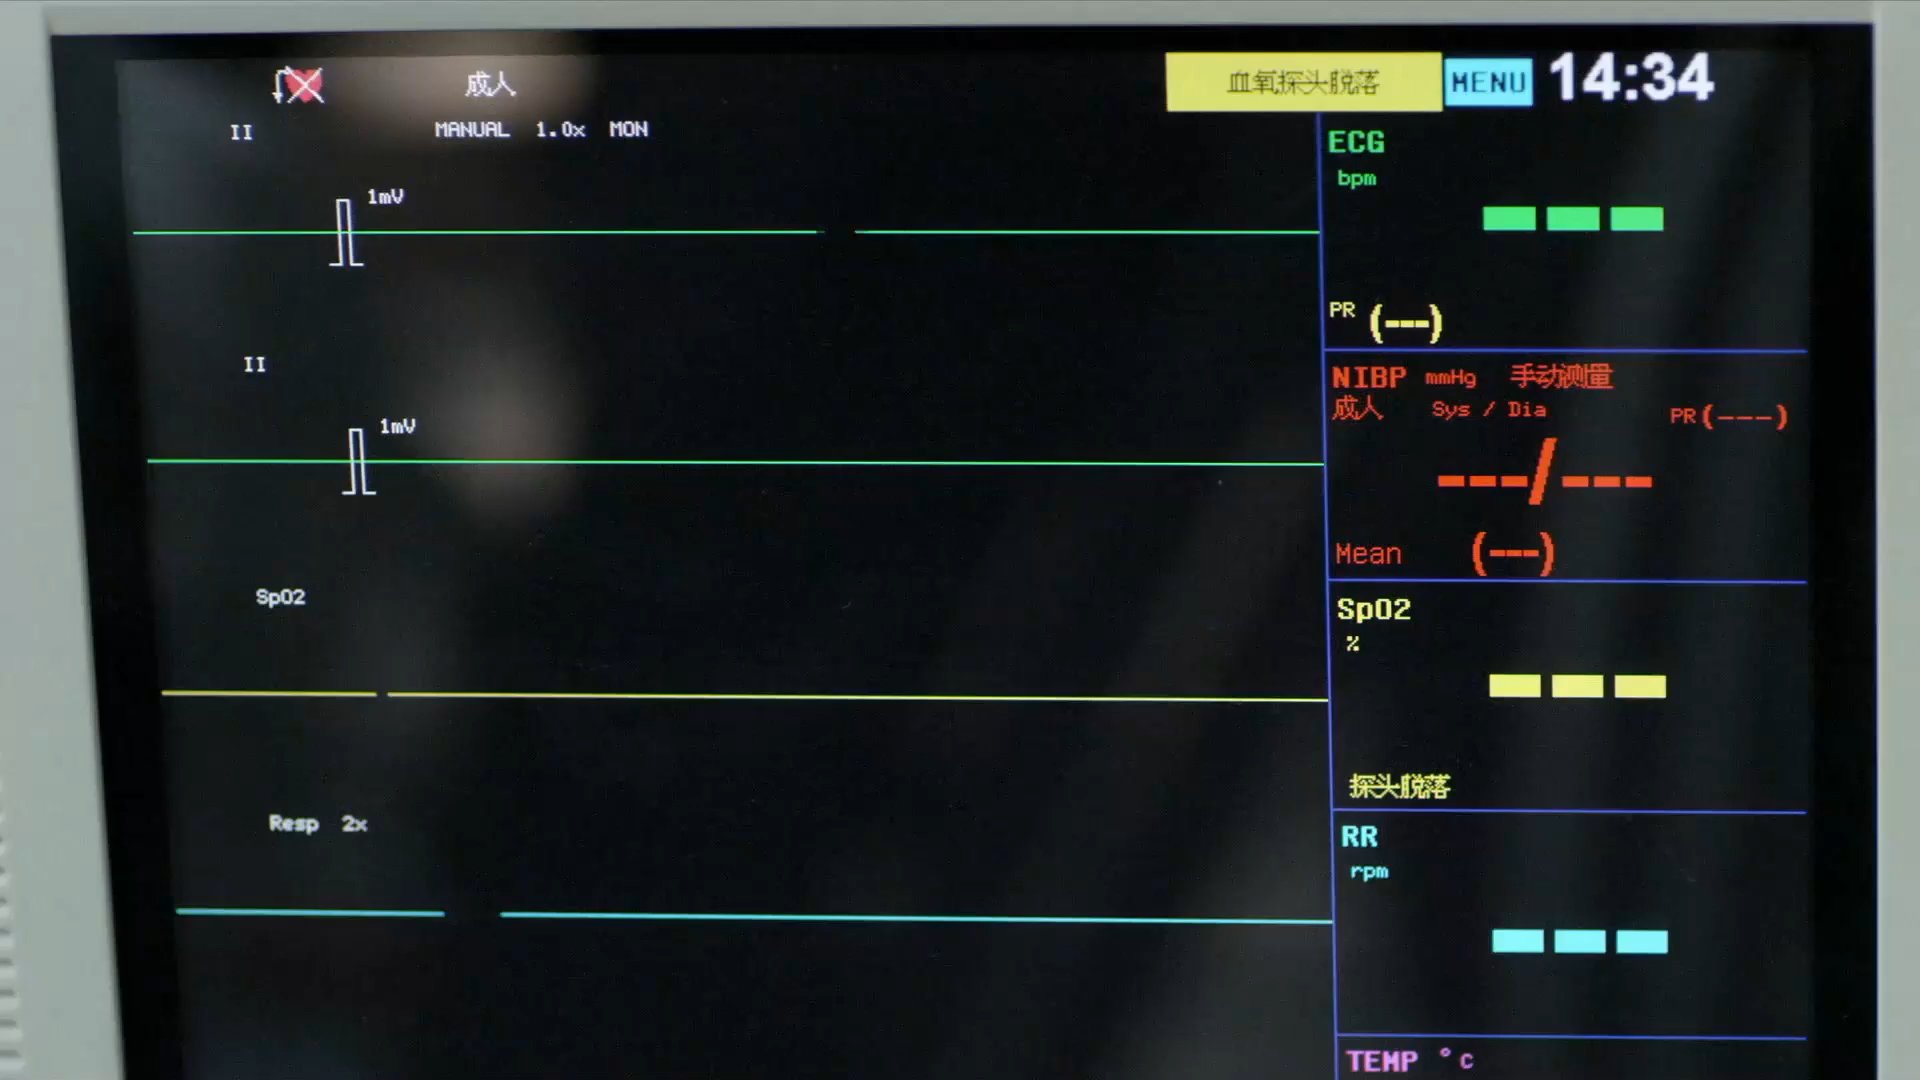 成人
血氧探头脱落
MENU
14:34
II
MANUAL 1.0x MON
1mV
ECG
bpm
---
PR (---)
II
1mV
NIBP mmHg 手动测量
成人 Sys / Dia PR(---)
---/---
Mean (---)
SpO2
SpO2
%
---
探头脱落
Resp 2x
RR
rpm
---
TEMP °C